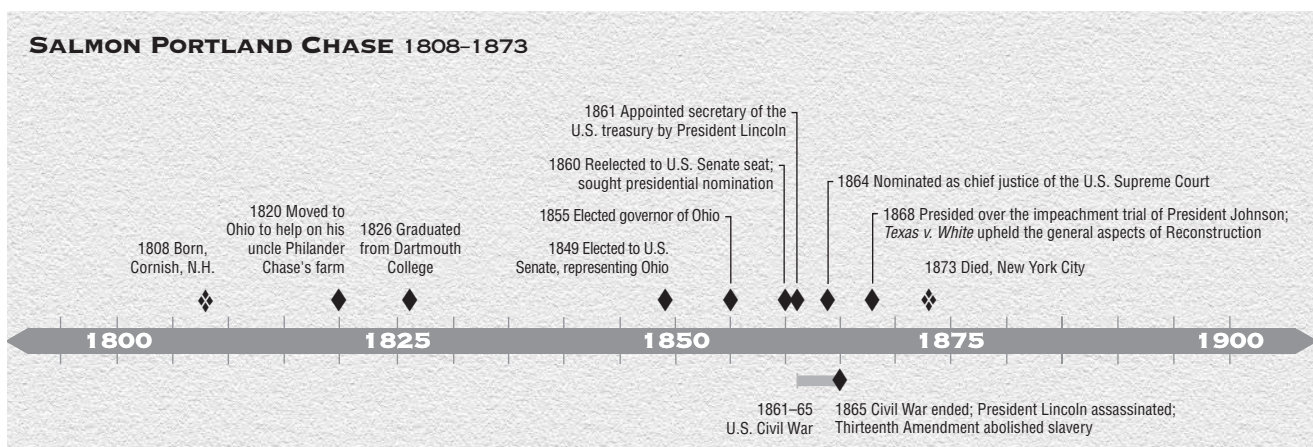 SALMON PORTLAND CHASE 1808–1873
1861 Appointed secretary of the
U.S. treasury by President Lincoln
1860 Reelected to U.S. Senate seat;
sought presidential nomination
1864 Nominated as chief justice of the U.S. Supreme Court
1820 Moved to
Ohio to help on his
uncle Philander
Chase's farm
1855 Elected governor of Ohio
1868 Presided over the impeachment trial of President Johnson;
Texas v. White upheld the general aspects of Reconstruction
1808 Born,
Cornish, N.H.
1826 Graduated
from Dartmouth
College
1849 Elected to U.S.
Senate, representing Ohio
1873 Died, New York City
1800 1825 1850 1875 1900
1861–65
U.S. Civil War
1865 Civil War ended; President Lincoln assassinated;
Thirteenth Amendment abolished slavery